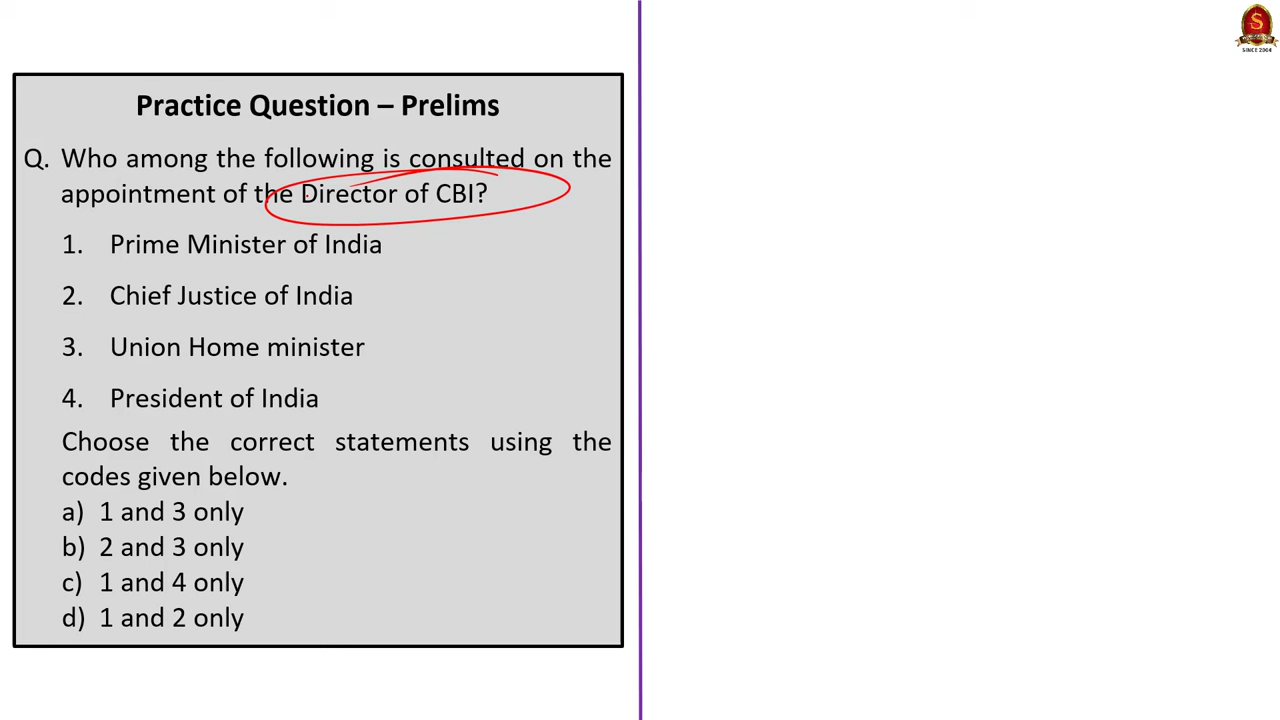 S
SINCE 2004
Practice Question – Prelims
Q. Who among the following is consulted on the
appointment of the Director of CBI?
1. Prime Minister of India
2. Chief Justice of India
3. Union Home minister
4. President of India
Choose the correct statements using the
codes given below.
a) 1 and 3 only
b) 2 and 3 only
c) 1 and 4 only
d) 1 and 2 only